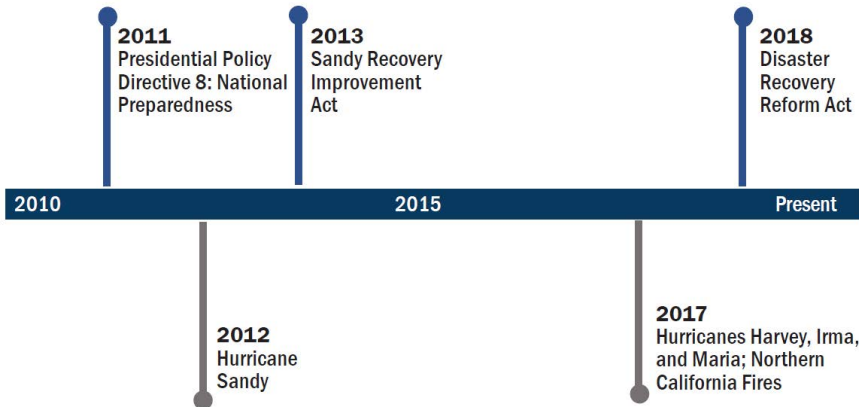 2011
Presidential Policy
Directive 8: National
Preparedness
2013
Sandy Recovery
Improvement
Act
2018
Disaster
Recovery
Reform Act
2010
2015
Present
2012
Hurricane
Sandy
2017
Hurricanes Harvey, Irma,
and Maria; Northern
California Fires